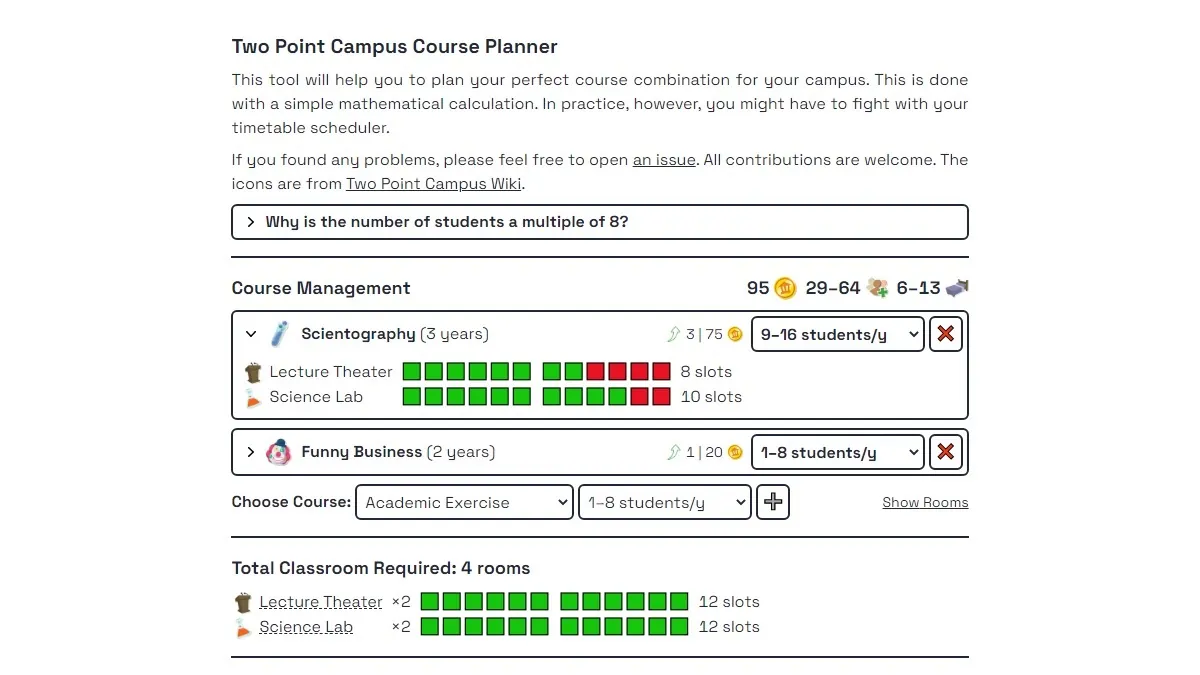 Two Point Campus Course Planner
This tool will help you to plan your perfect course combination for your campus. This is done
with a simple mathematical calculation. In practice, however, you might have to fight with your
timetable scheduler.
If you found any problems, please feel free to open an issue. All contributions are welcome. The
icons are from Two Point Campus Wiki.
Why is the number of students a multiple of 8?
Course Management 95 29–64 6–13
Scientography (3 years) 3 | 75 9–16 students/y
Lecture Theater 8 slots
Science Lab 10 slots
Funny Business (2 years) 1 | 20 1–8 students/y
Choose Course: Academic Exercise 1–8 students/y Show Rooms
Total Classroom Required: 4 rooms
Lecture Theater ×2 12 slots
Science Lab ×2 12 slots